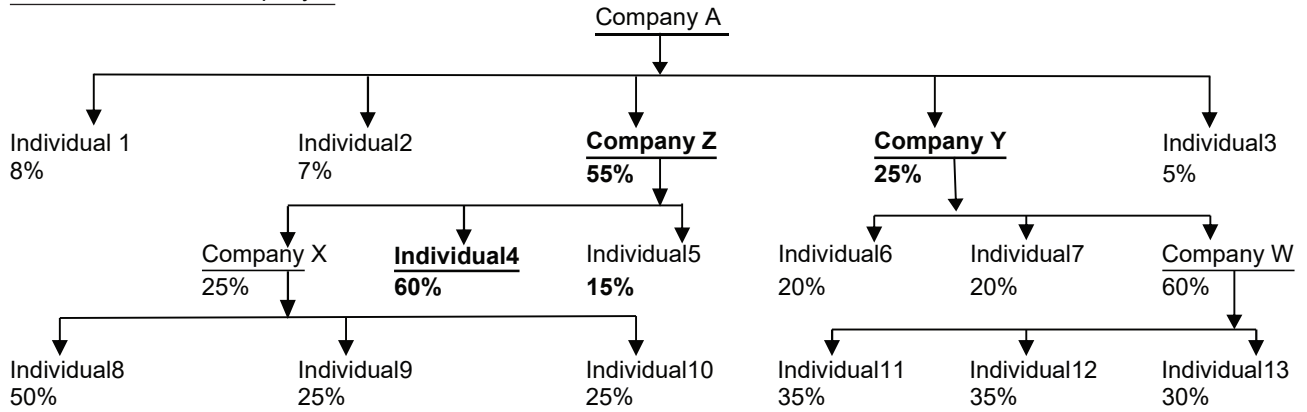 Company A
Individual 1 Individual2 Company Z Company Y Individual3
8% 7% 55% 25% 5%
Company X Individual4 Individual5 Individual6 Individual7 Company W
25% 60% 15% 20% 20% 60%
Individual8 Individual9 Individual10 Individual11 Individual12 Individual13
50% 25% 25% 35% 35% 30%